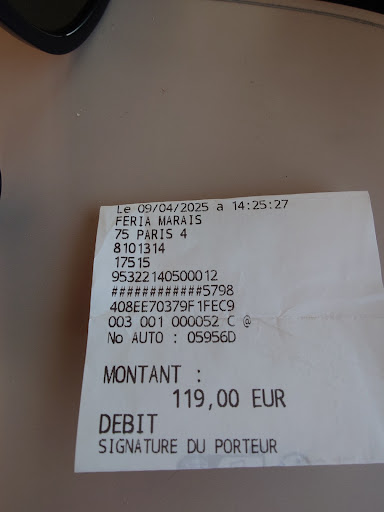 Le 09/04/2025 a 14:25:27
FERIA MARAIS
75 PARIS 4
8101314
17515
95322140500012
############5798
408EE70379F1FEC9
003 001 000052 C @
No AUTO : 05956D
MONTANT :
119,00 EUR
DEBIT
SIGNATURE DU PORTEUR